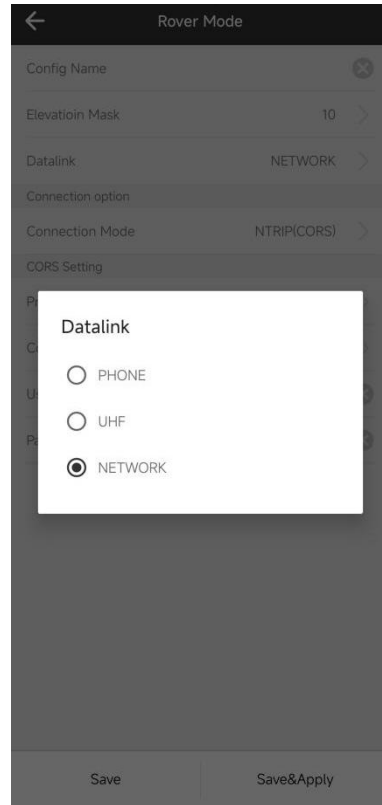 Rover Mode
Config Name
Elevatioin Mask 10
Datalink NETWORK
Connection option
Connection Mode NTRIP(CORS)
CORS Setting
Datalink
PHONE
UHF
NETWORK
Save Save&Apply